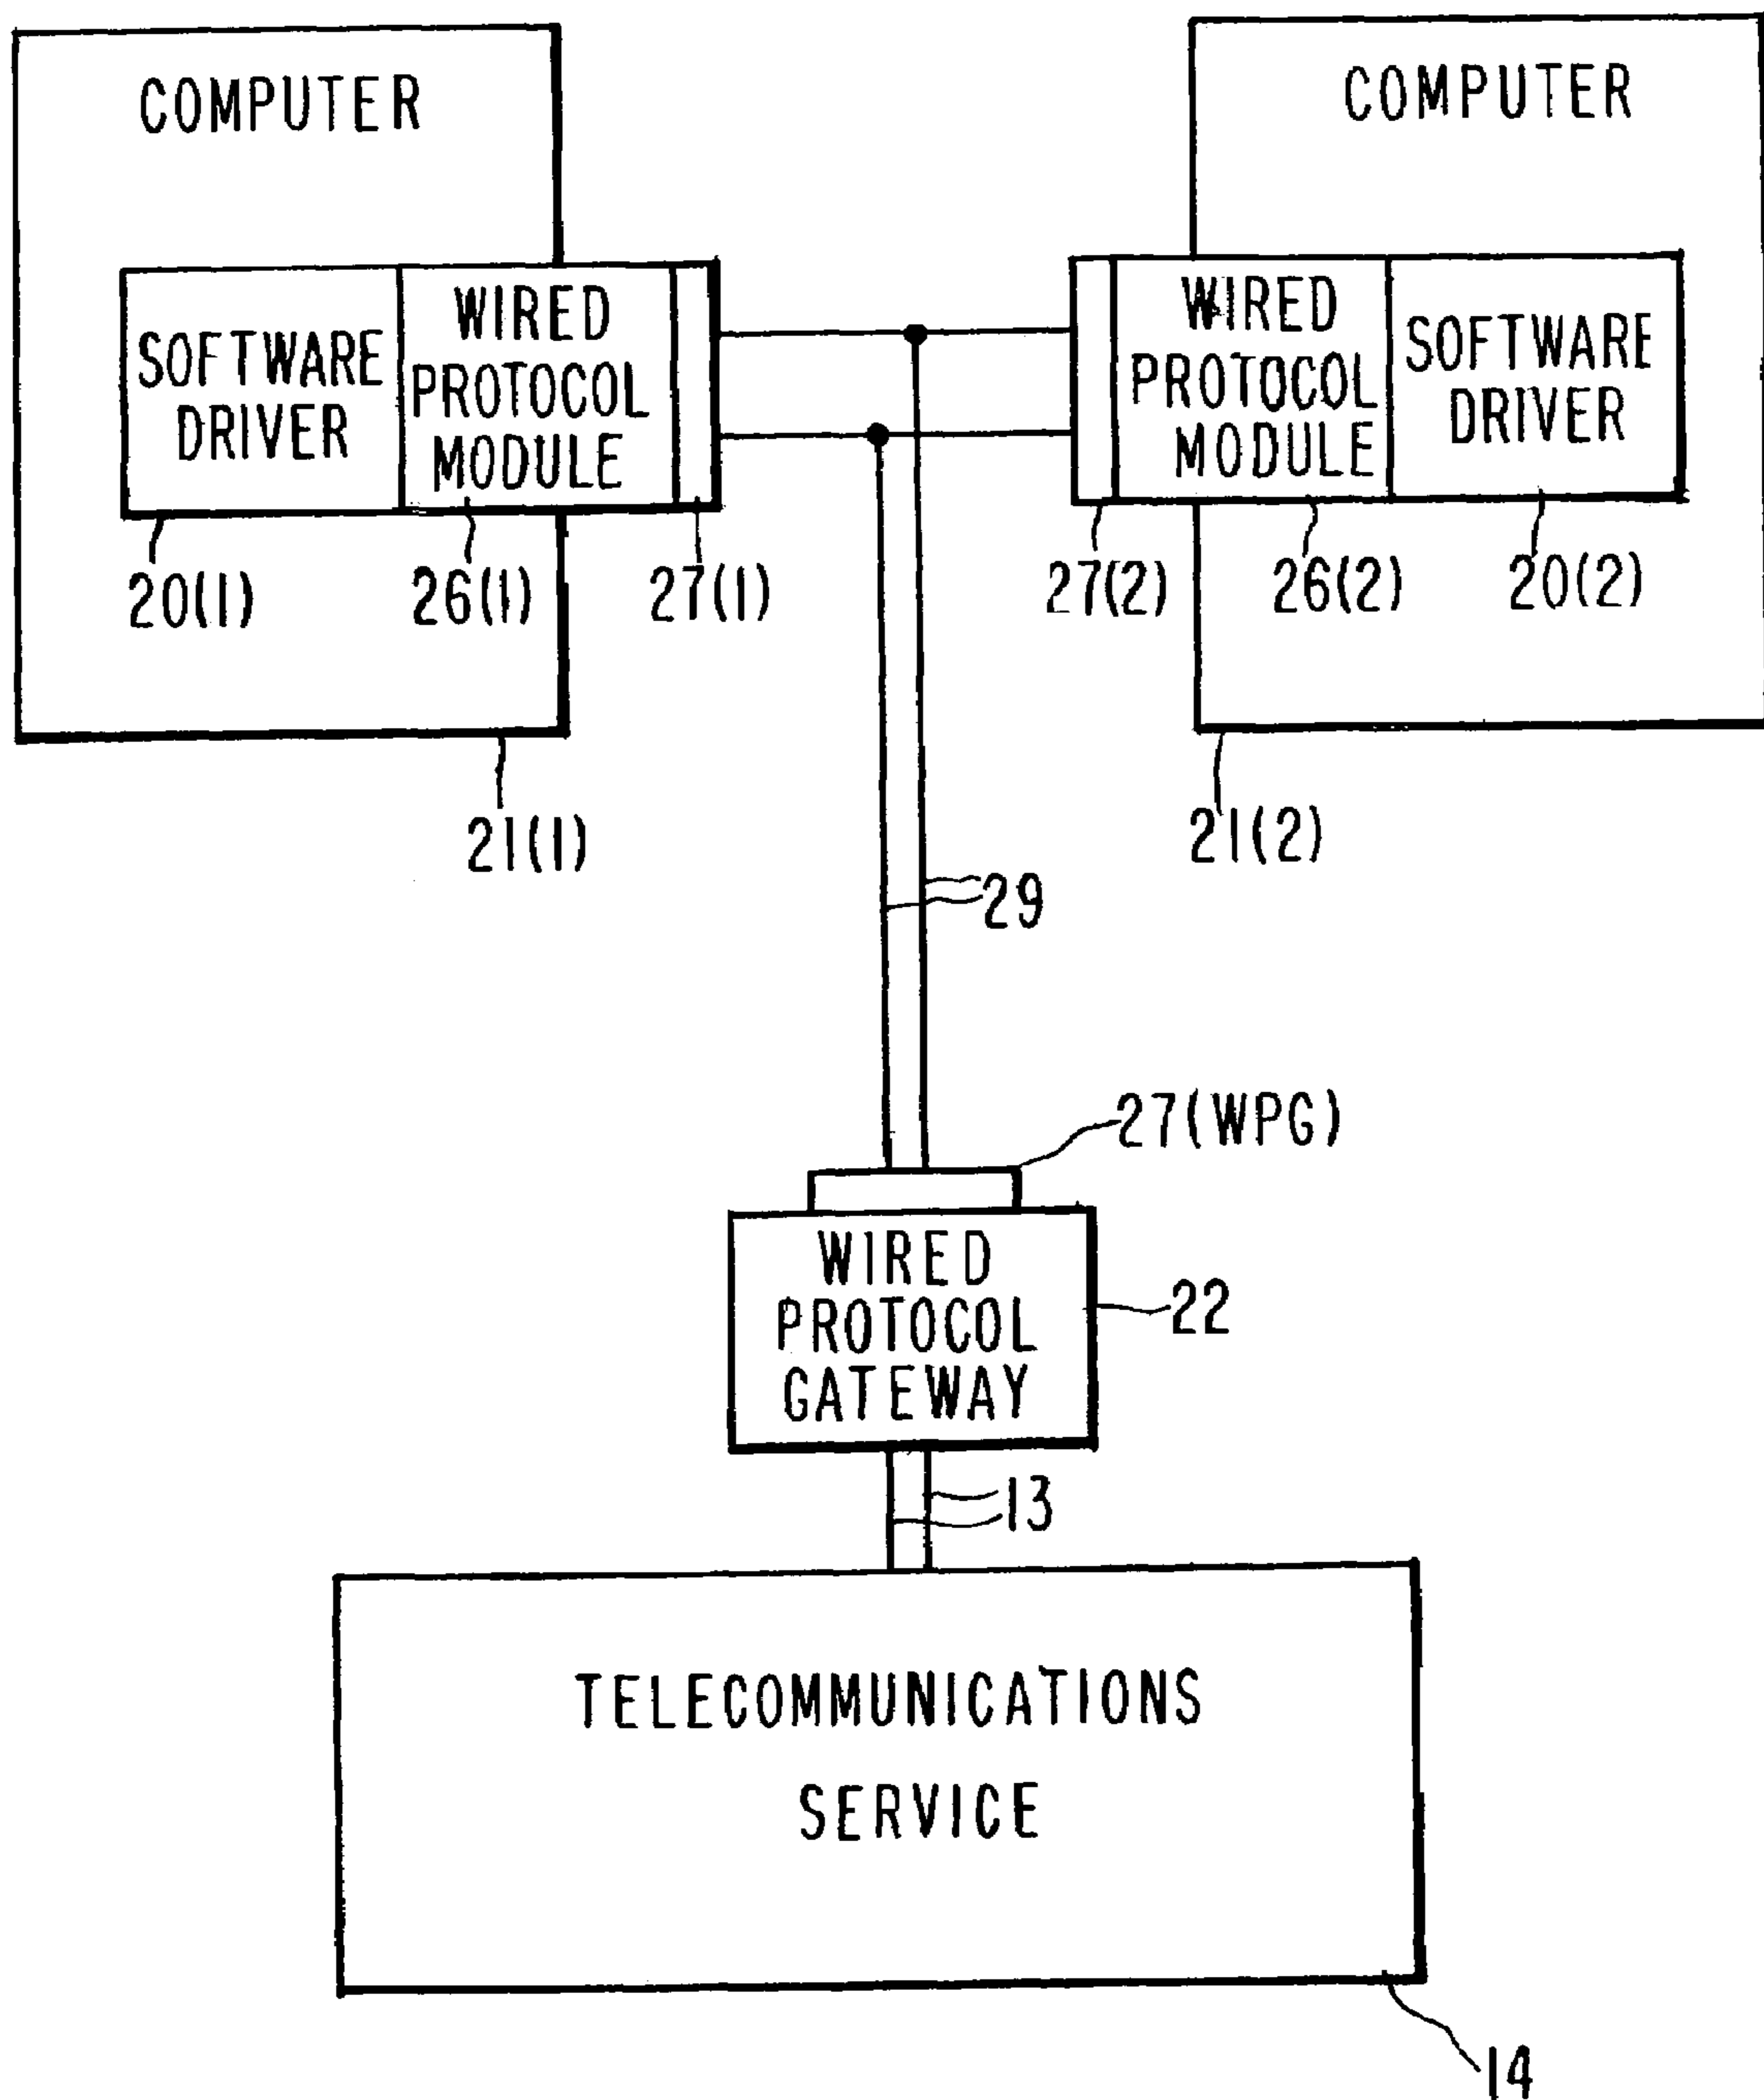 COMPUTER
COMPUTER
SOFTWARE
DRIVER
WIRED
PROTOCOL
MODULE
WIRED
PROTOCOL
MODULE
SOFTWARE
DRIVER
20(1)
26(1)
27(1)
27(2)
26(2)
20(2)
21(1)
21(2)
29
27(WPG)
WIRED
PROTOCOL
GATEWAY
22
13
TELECOMMUNICATIONS
SERVICE
14